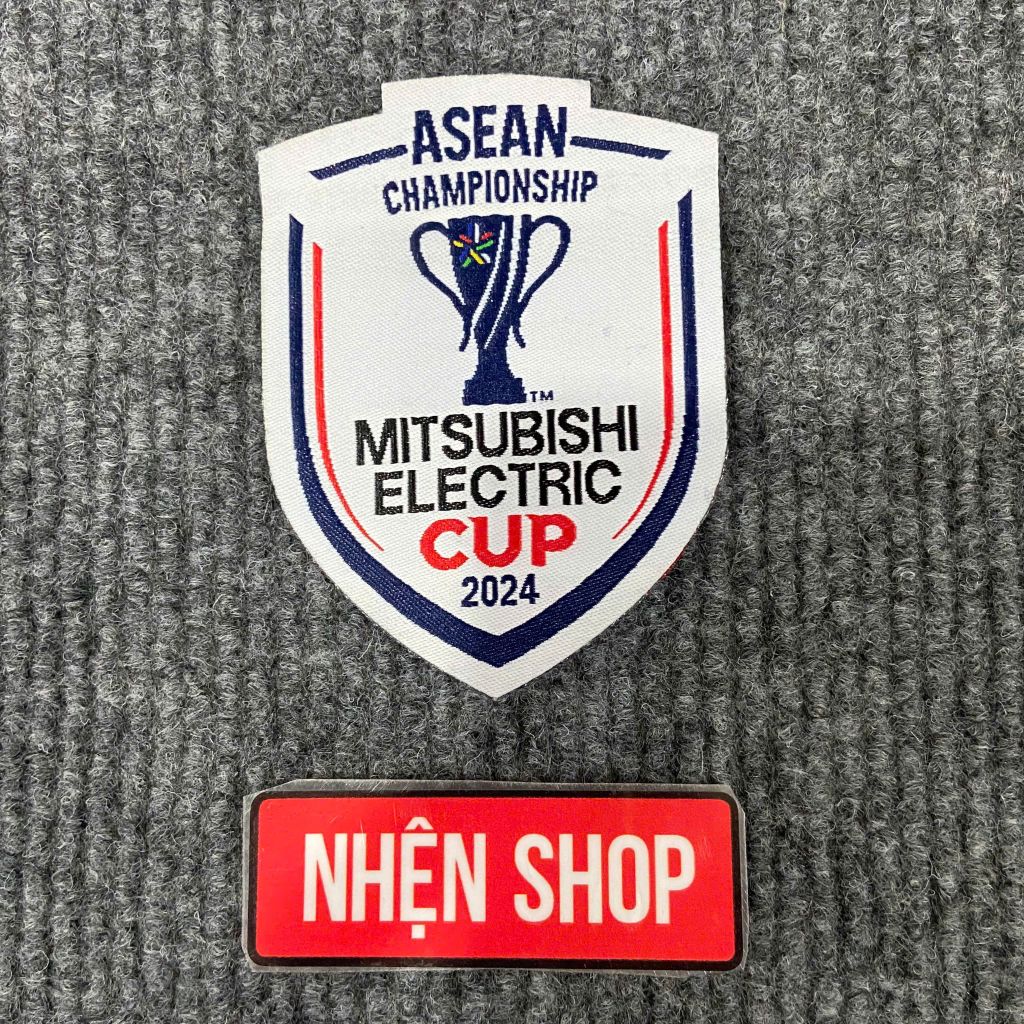 ASEAN
CHAMPIONSHIP
TM
MITSUBISHI
ELECTRIC
CUP
2024
NHỆN SHOP